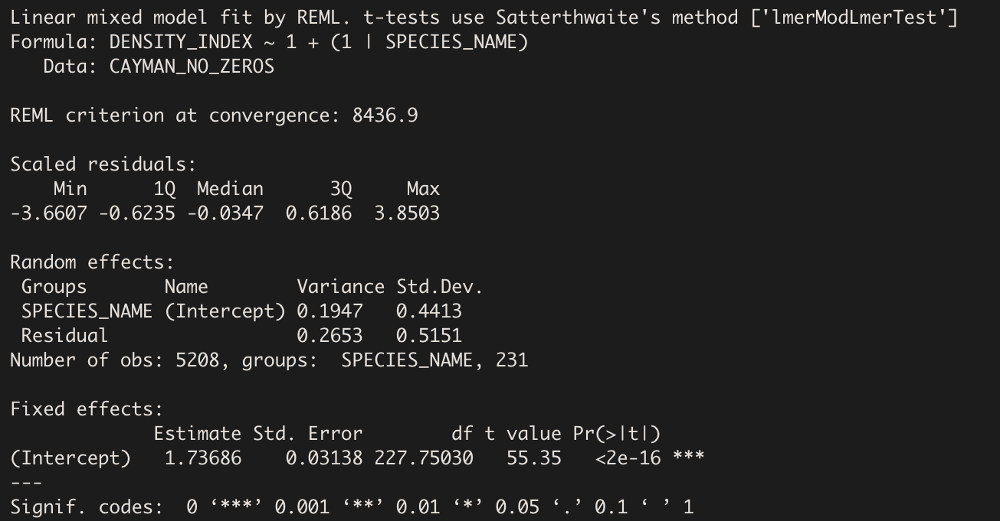 Linear mixed model fit by REML. t-tests use Satterthwaite's method ['lmerModLmerTest']
Formula: DENSITY_INDEX ~ 1 + (1 | SPECIES_NAME)
   Data: CAYMAN_NO_ZEROS

REML criterion at convergence: 8436.9

Scaled residuals:
    Min      1Q  Median      3Q     Max
-3.6607 -0.6235 -0.0347  0.6186  3.8503

Random effects:
 Groups       Name        Variance Std.Dev.
 SPECIES_NAME (Intercept) 0.1947   0.4413
 Residual                 0.2653   0.5151
Number of obs: 5208, groups:  SPECIES_NAME, 231

Fixed effects:
             Estimate Std. Error        df t value Pr(>|t|)
(Intercept)   1.73686    0.03138 227.75030   55.35   <2e-16 ***
---
Signif. codes:  0 ‘***’ 0.001 ‘**’ 0.01 ‘*’ 0.05 ‘.’ 0.1 ‘ ’ 1